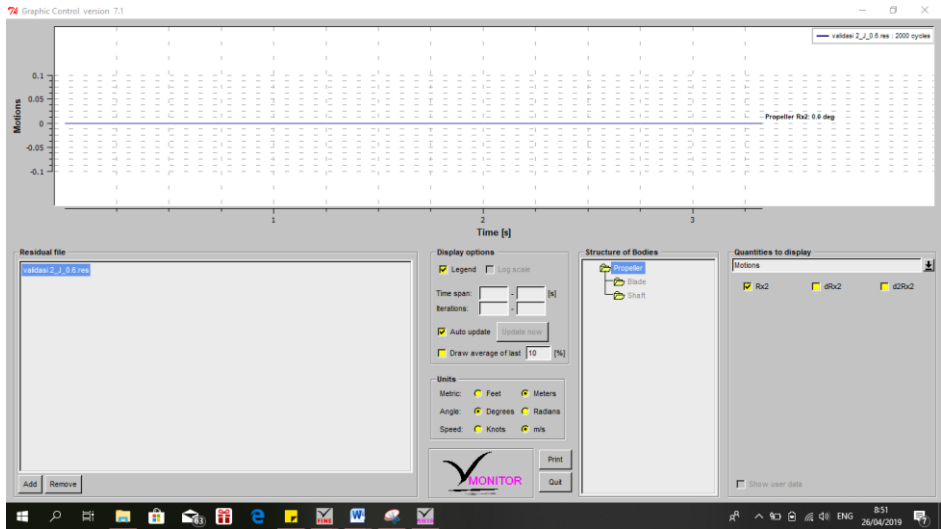 Graphic Control version 7.1
validasi 2_J_0.6.res : 2000 cycles
0.1
0.05
0
-0.05
-0.1
Motions
Propeller Rx2: 0.0 deg
1
2
3
Time [s]
Residual file
validasi 2_J_0.6.res
Add
Remove
Display options
Legend
Log scale
Time span:
-
[s]
Iterations:
-
Auto update
Update now
Draw average of last
10
[%]
Units
Metric:
Feet
Meters
Angle:
Degrees
Radians
Speed:
Knots
m/s
MONITOR
Print
Quit
Structure of Bodies
Propeller
Blade
Shaft
Quantities to display
Motions
Rx2
dRx2
d2Rx2
Show user data
63
FINE
ENG
8:51
26/04/2019